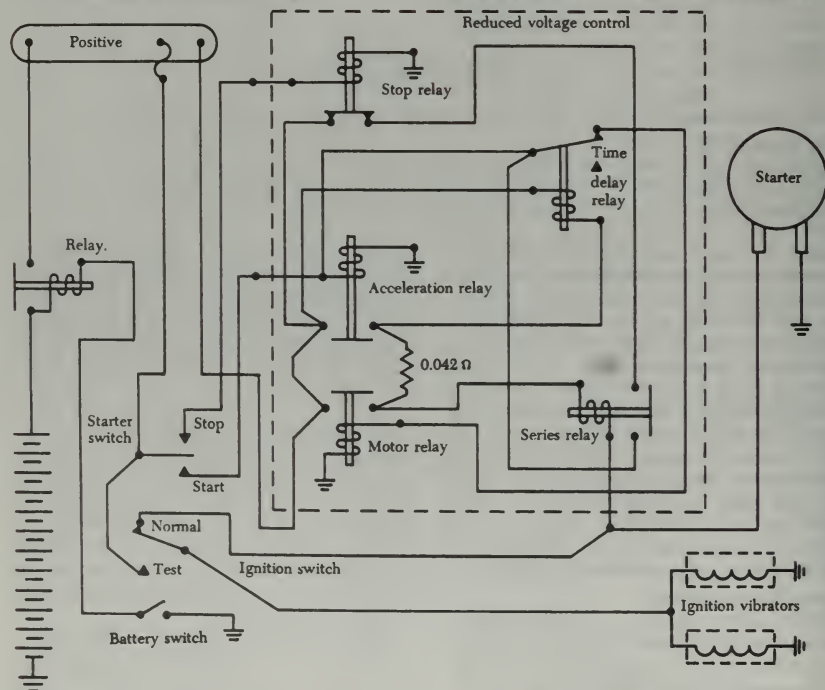 Reduced voltage control
Positive
Stop relay
Time
delay
relay
Starter
Relay.
Acceleration relay
0.042 Ω
Starter
switch
Stop
Start
Motor relay
Series relay
Normal
Ignition switch
Test
Battery switch
Ignition vibrators